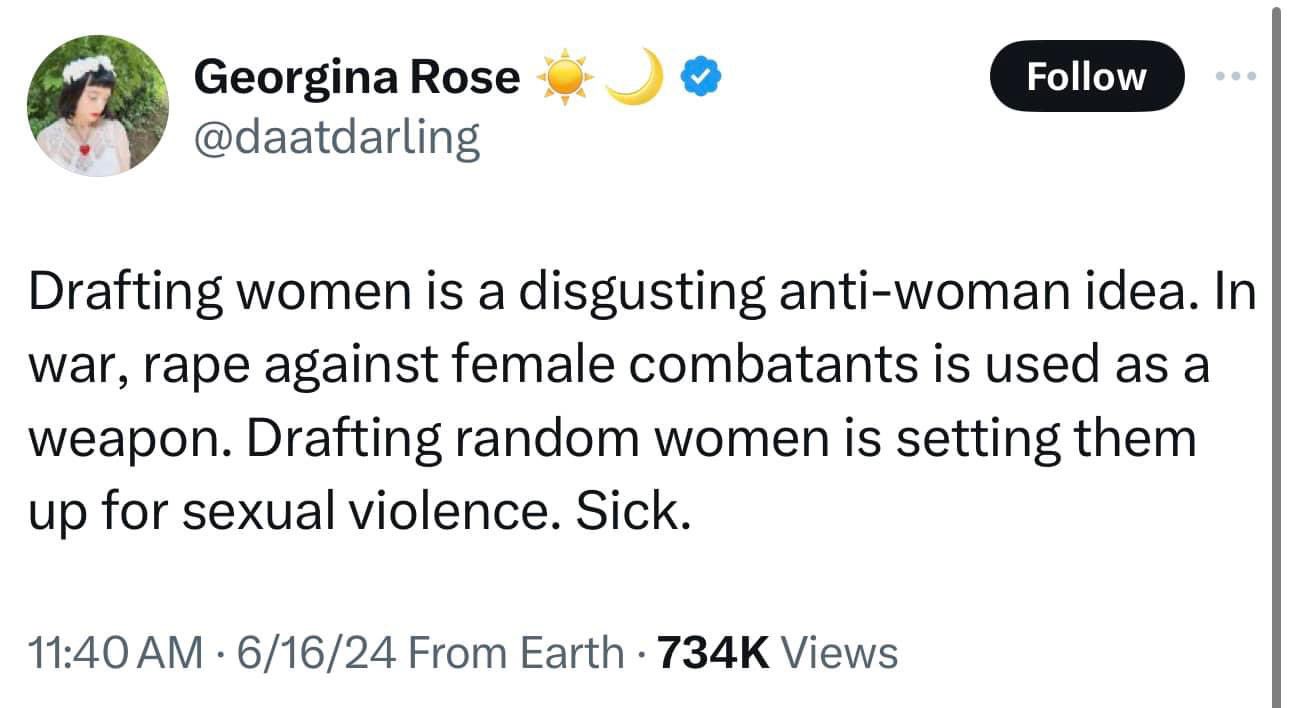 Georgina Rose ☀️🌙
Follow
@daatdarling
Drafting women is a disgusting anti-woman idea. In
war, rape against female combatants is used as a
weapon. Drafting random women is setting them
up for sexual violence. Sick.
11:40 AM · 6/16/24 From Earth · 734K Views